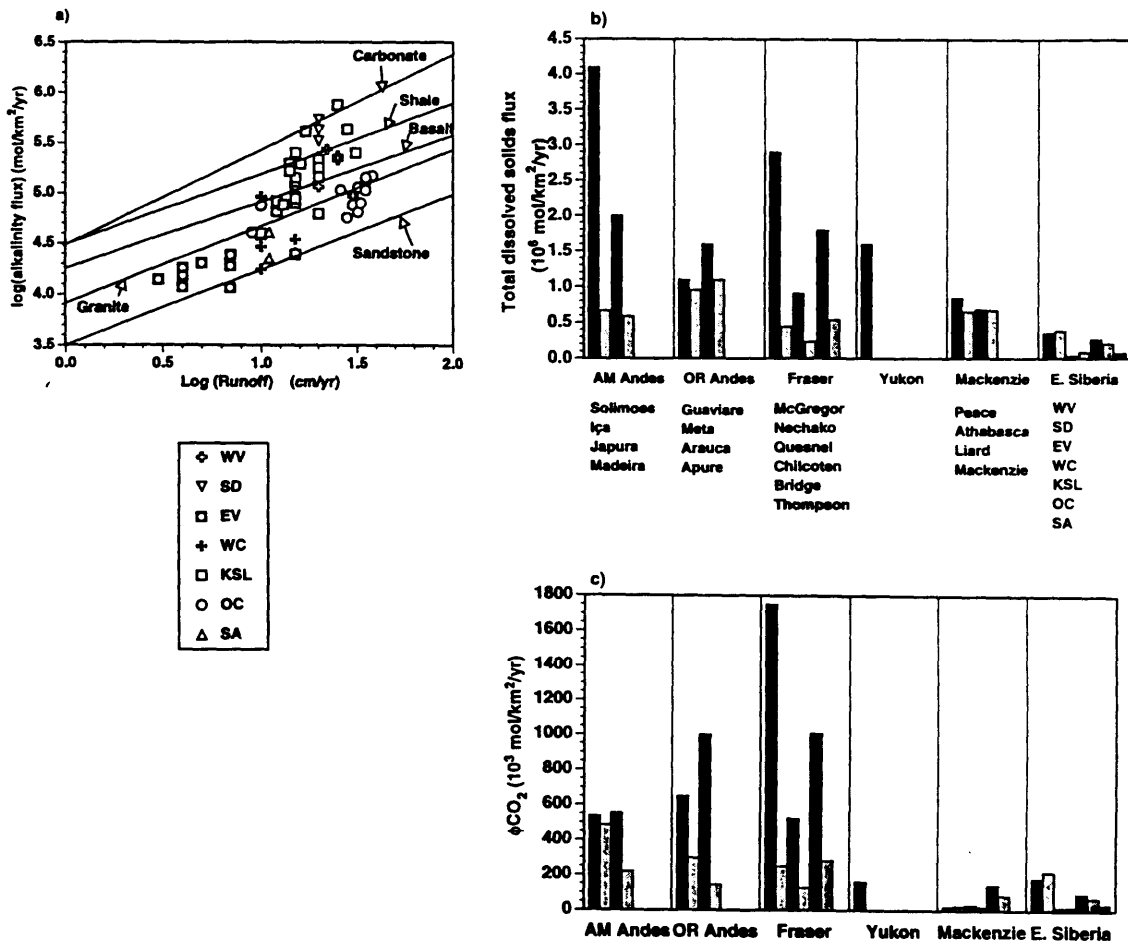 a)
6.5
6.0
5.5
5.0
4.5
4.0
3.5
log(alkalinity flux) (mol/km²/yr)
Carbonate
Shale
Basalt
Sandstone
Granite
0.0 0.5 1.0 1.5 2.0
Log (Runoff) (cm/yr)
WV
SD
EV
WC
KSL
OC
SA
b)
4.5
4.0
3.5
3.0
2.5
2.0
1.5
1.0
0.5
0.0
Total dissolved solids flux
(10⁶ mol/km²/yr)
AM Andes OR Andes Fraser Yukon Mackenzie E. Siberia
Solimoes
Iça
Japura
Madeira
Guaviare
Meta
Arauca
Apure
McGregor
Nechako
Quesnel
Chilcoten
Bridge
Thompson
Peace
Athabasca
Liard
Mackenzie
WV
SD
EV
WC
KSL
OC
SA
c)
1800
1600
1400
1200
1000
800
600
400
200
0
ϕCO₂ (10³ mol/km²/yr)
AM Andes OR Andes Fraser Yukon Mackenzie E. Siberia